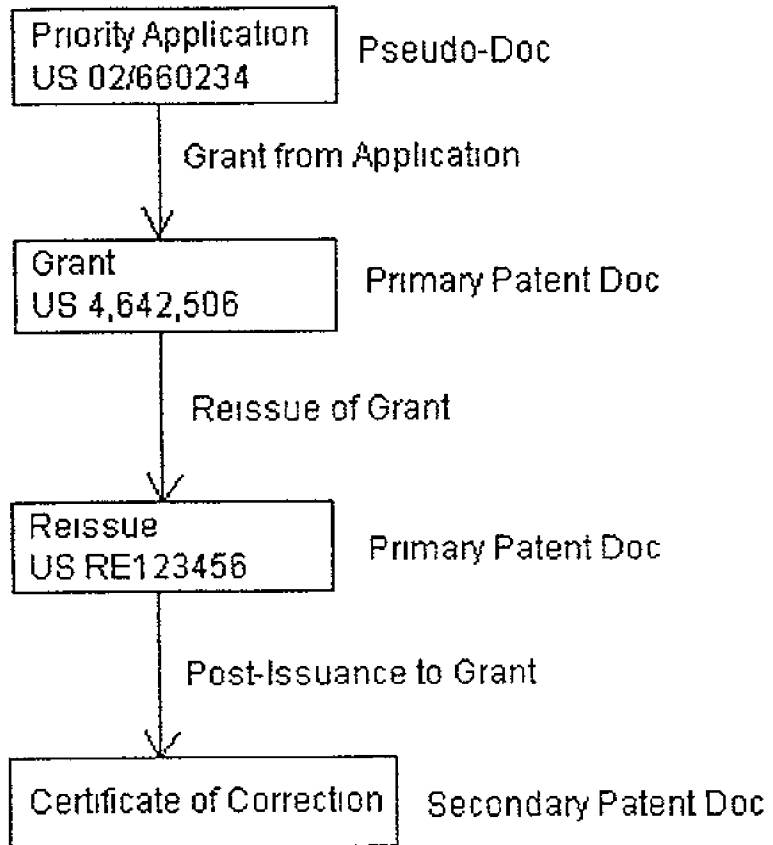 Priority Application
US 02/660234
Pseudo-Doc
Grant from Application
Grant
US 4,642,506
Primary Patent Doc
Reissue of Grant
Reissue
US RE123456
Primary Patent Doc
Post-Issuance to Grant
Certificate of Correction
Secondary Patent Doc